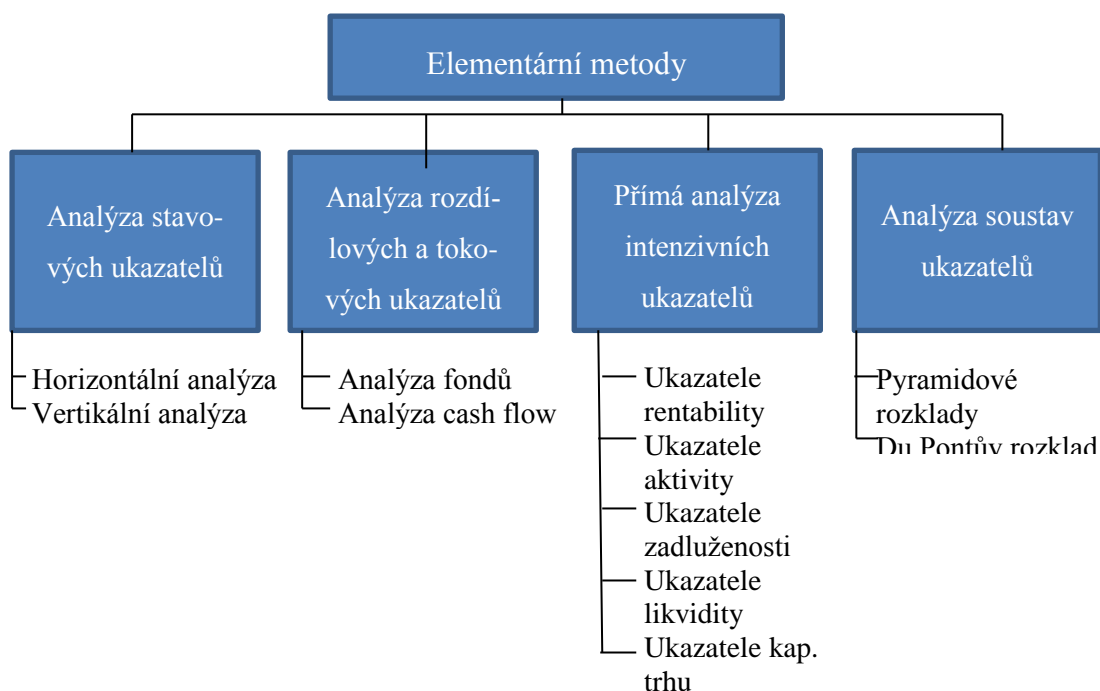 Elementární metody
Analýza stavo-
vých ukazatelů
Horizontální analýza
Vertikální analýza
Analýza rozdí-
lových a toko-
vých ukazatelů
Analýza fondů
Analýza cash flow
Přímá analýza
intenzivních
ukazatelů
Ukazatele
rentability
Ukazatele
aktivity
Ukazatele
zadluženosti
Ukazatele
likvidity
Ukazatele kap.
trhu
Analýza soustav
ukazatelů
Pyramidové
rozklady
Du Pontův rozklad